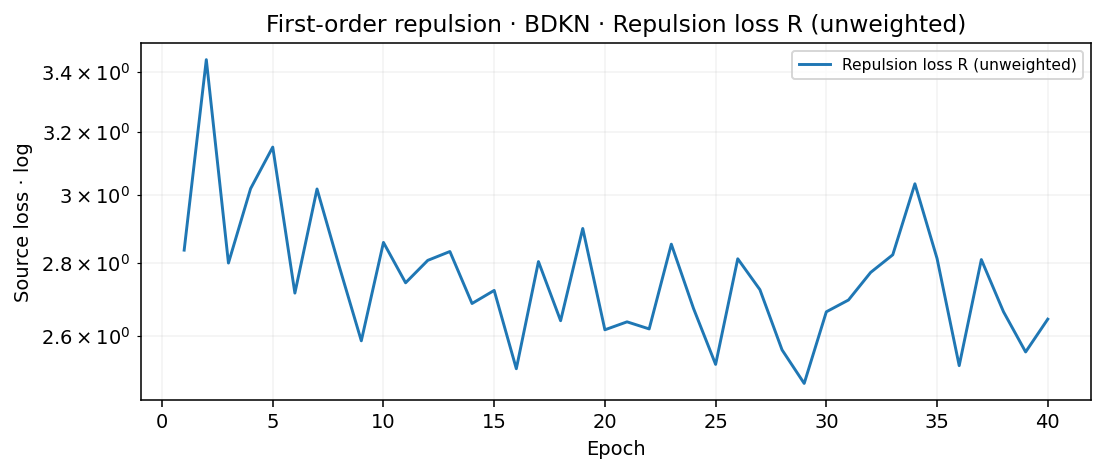 First-order repulsion · BDKN · Repulsion loss R (unweighted)
Repulsion loss R (unweighted)
Source loss · log
3.4 × 10⁰
3.2 × 10⁰
3 × 10⁰
2.8 × 10⁰
2.6 × 10⁰
0 5 10 15 20 25 30 35 40
Epoch